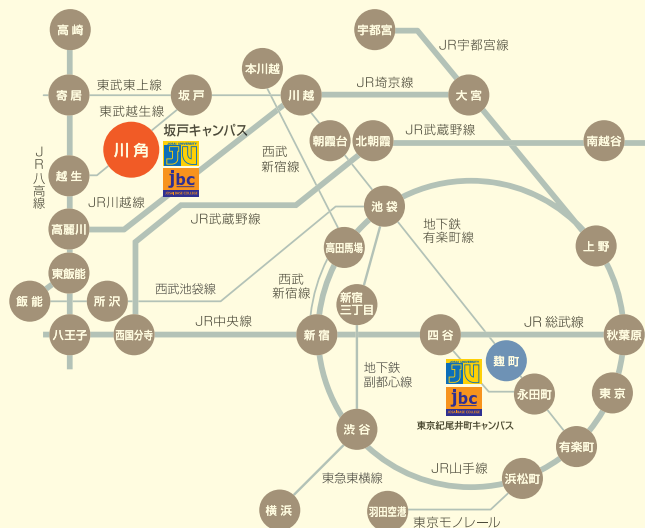 高崎
宇都宮
JR宇都宮線
本川越
東武東上線
JR埼京線
寄居
坂戸
川越
大宮
東武越生線
坂戸キャンパス
川角
朝霞台
北朝霞
JR武蔵野線
南越谷
JU
jbc
西武
新宿線
JR八高線
越生
JR川越線
池袋
JR武蔵野線
地下鉄
有楽町線
高麗川
高田馬場
上野
東飯能
西武
新宿線
飯能
所沢
西武池袋線
新宿
三丁目
八王子
西国分寺
JR中央線
新宿
四谷
JR 総武線
秋葉原
麹町
JU
jbc
地下鉄
副都心線
永田町
東京
東京紀尾井町キャンパス
渋谷
有楽町
JR山手線
東急東横線
浜松町
横浜
羽田空港
東京モノレール